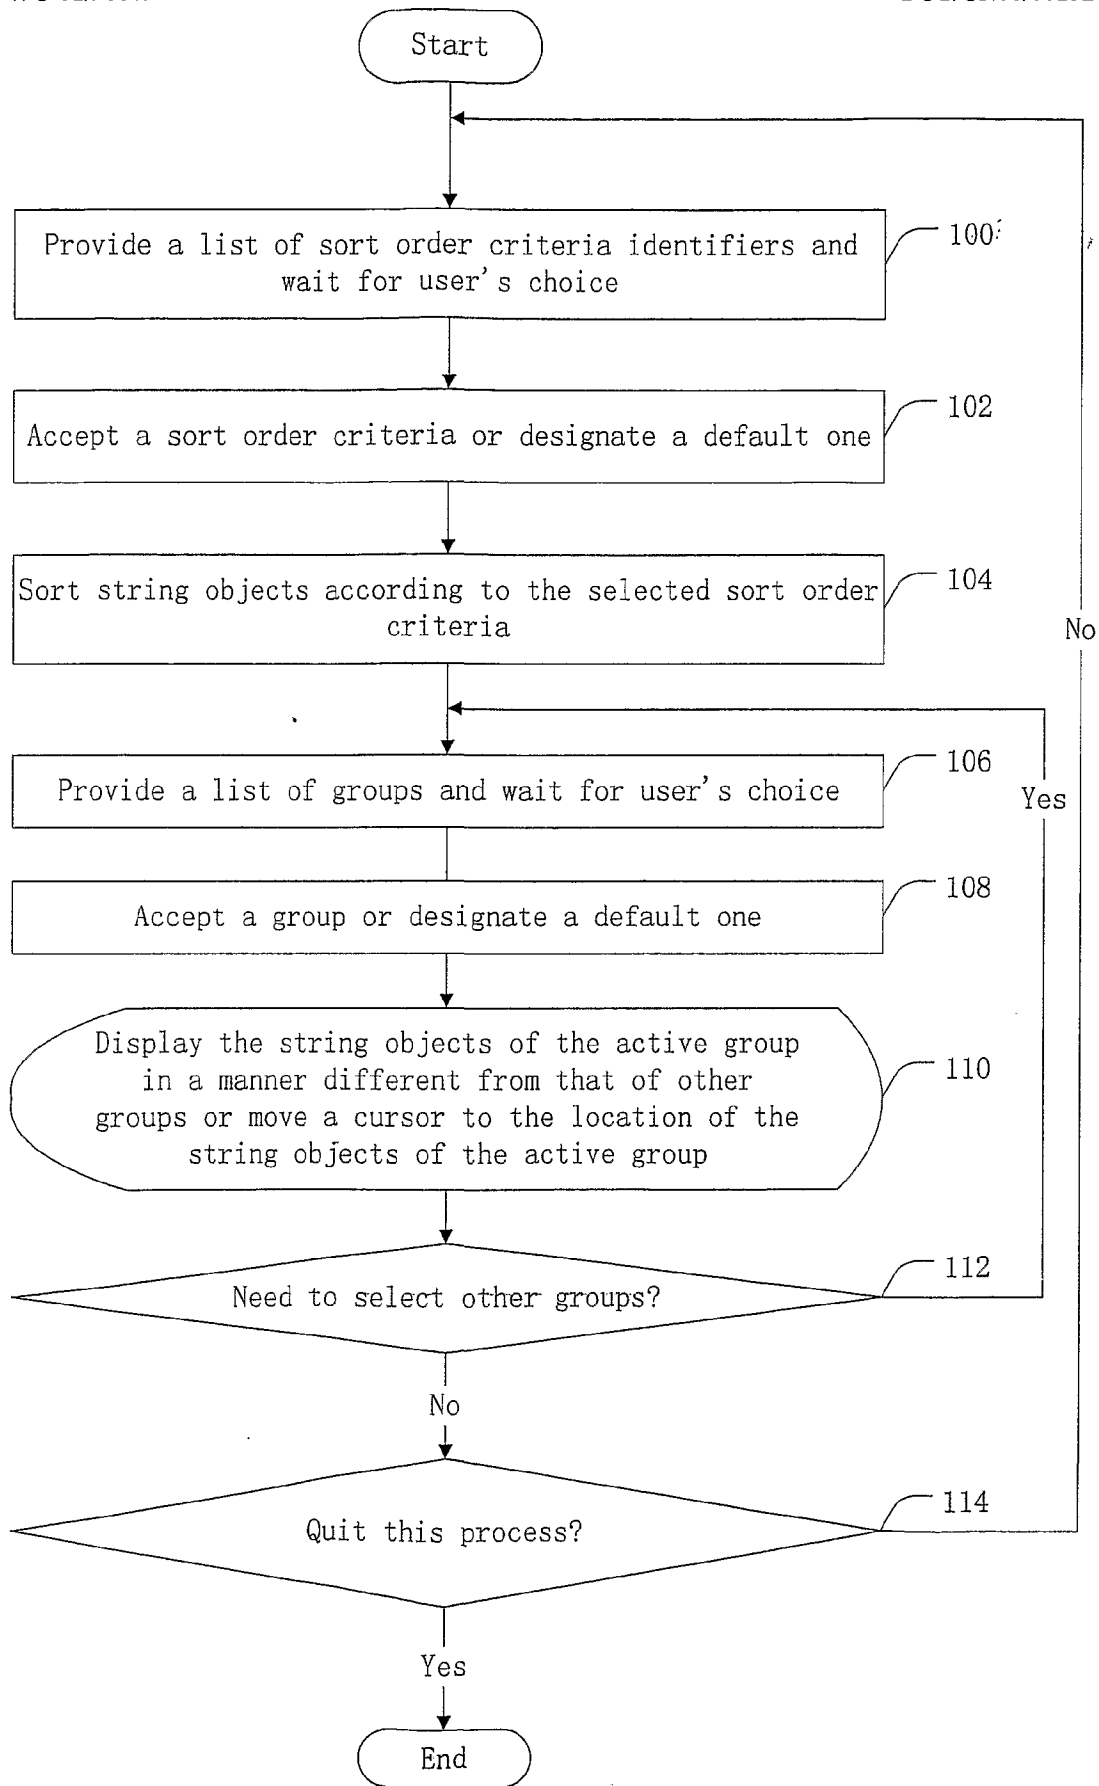 Start
Provide a list of sort order criteria identifiers and
wait for user's choice
100
Accept a sort order criteria or designate a default one
102
Sort string objects according to the selected sort order
criteria
104
No
Provide a list of groups and wait for user's choice
106
Yes
Accept a group or designate a default one
108
Display the string objects of the active group
in a manner different from that of other
groups or move a cursor to the location of the
string objects of the active group
110
Need to select other groups?
112
No
Quit this process?
114
Yes
End